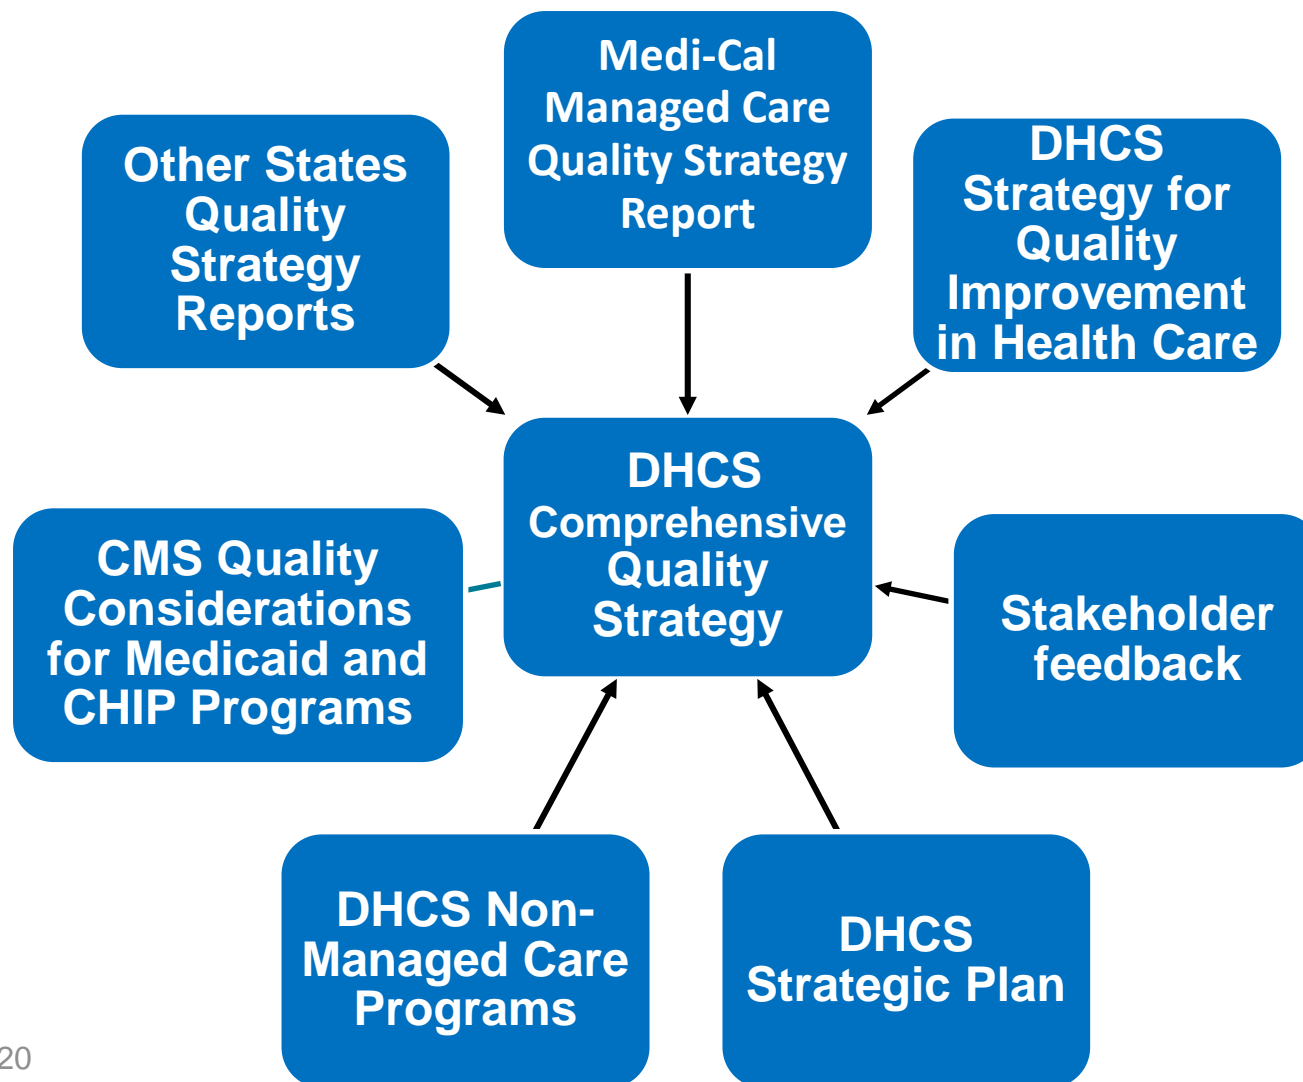 Medi-Cal
Managed Care
Quality Strategy
Report
Other States
Quality
Strategy
Reports
DHCS
Strategy for
Quality
Improvement
in Health Care
DHCS
Comprehensive
Quality
Strategy
CMS Quality
Considerations
for Medicaid and
CHIP Programs
Stakeholder
feedback
DHCS Non-
Managed Care
Programs
DHCS
Strategic Plan
20